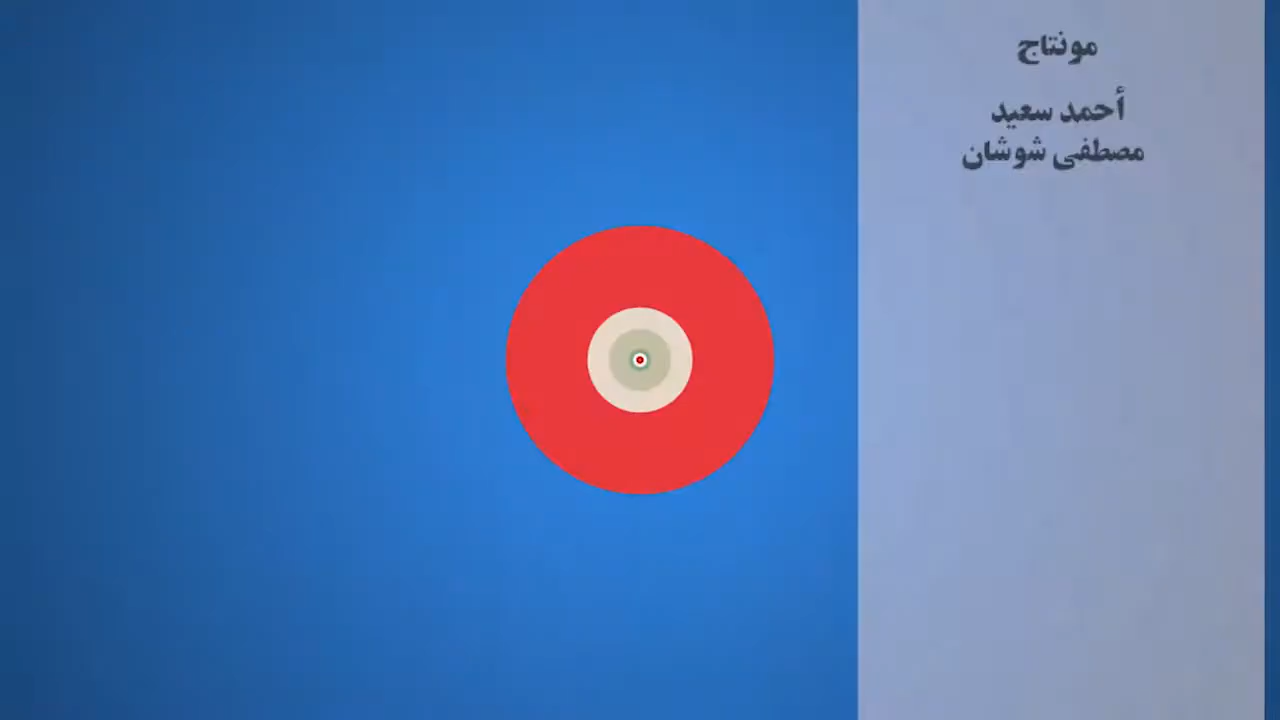 مونتاج
أحمد سعيد
مصطفى شوشان